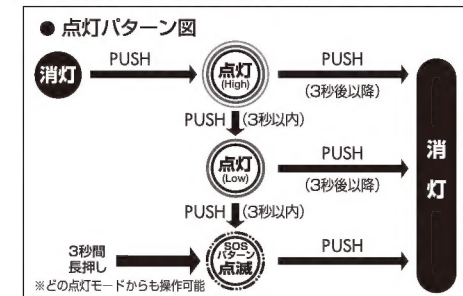 ● 点灯パターン図
消灯
PUSH
点灯
(High)
PUSH
(3秒後以降)
PUSH (3秒以内)
点灯
(Low)
PUSH
(3秒後以降)
PUSH (3秒以内)
3秒間
長押し
SOS
パターン
点滅
PUSH
※どの点灯モードからも操作可能
消灯